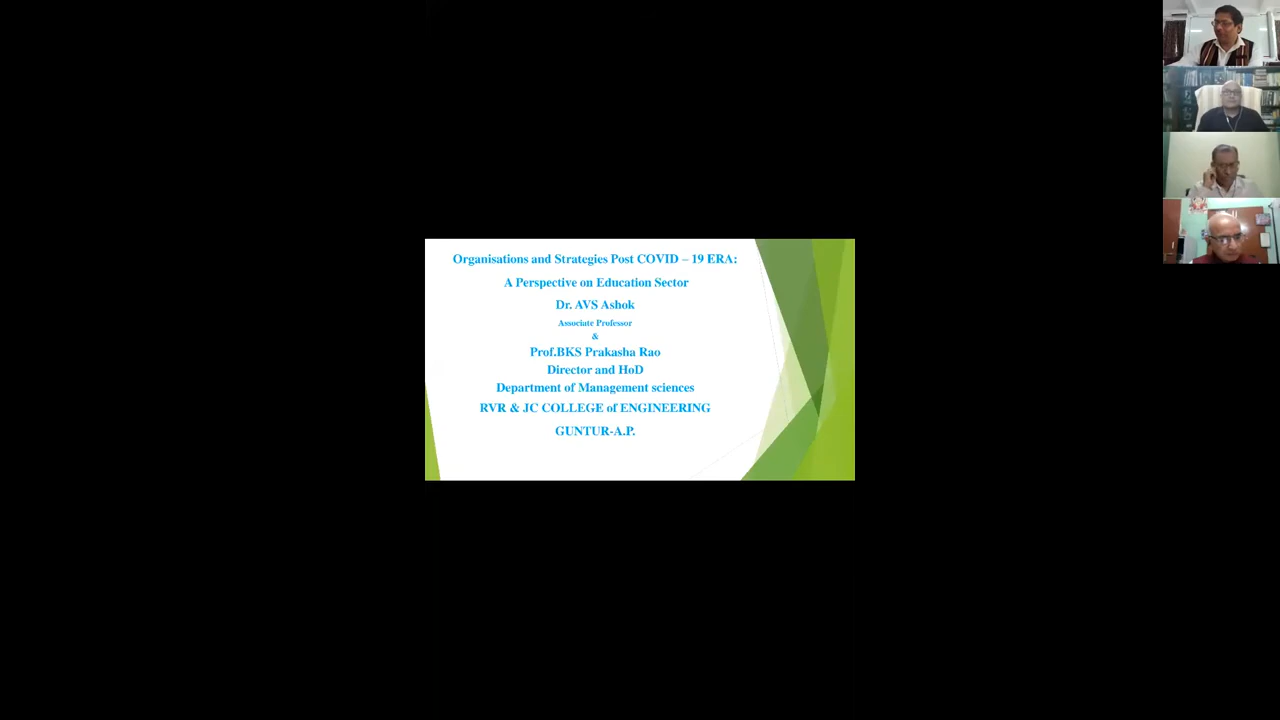 Organisations and Strategies Post COVID – 19 ERA:
A Perspective on Education Sector
Dr. AVS Ashok
Associate Professor
&
Prof.BKS Prakasha Rao
Director and HoD
Department of Management sciences
RVR & JC COLLEGE of ENGINEERING
GUNTUR-A.P.